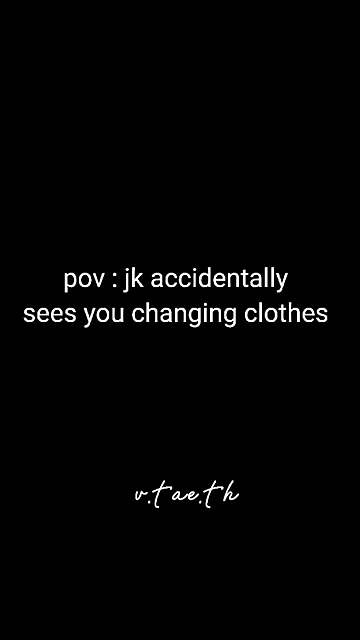 pov : jk accidentally
sees you changing clothes
v.tae.th